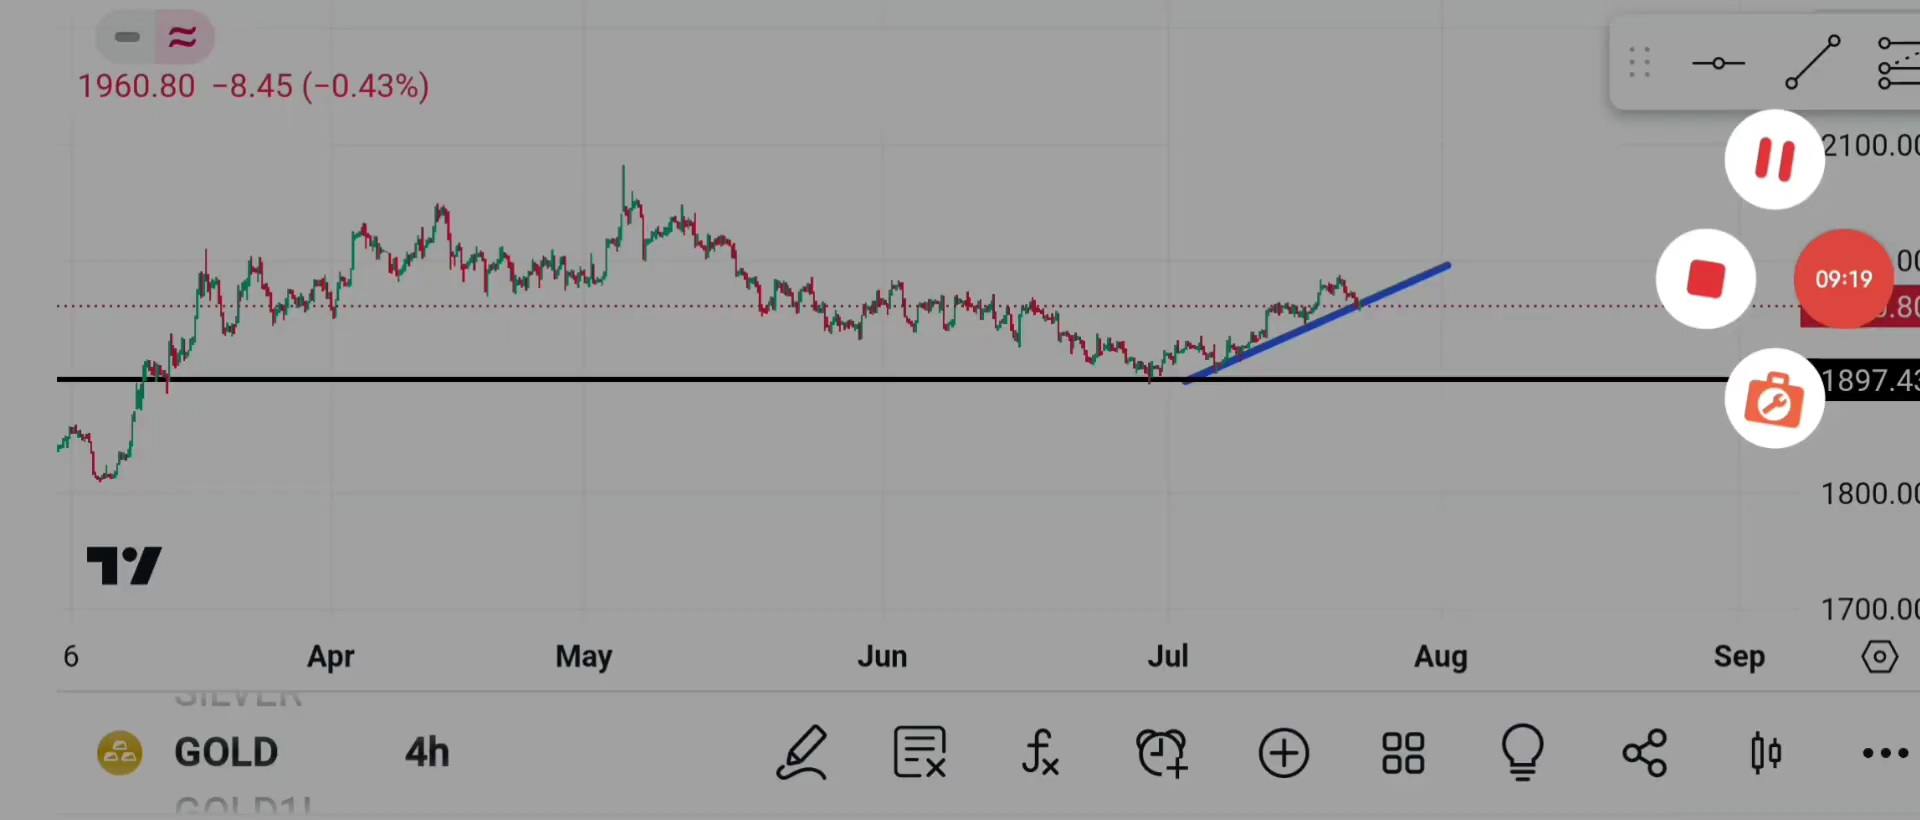 1960.80 −8.45 (−0.43%)
2100.00
09:19
1897.43
1800.00
1700.00
6 Apr May Jun Jul Aug Sep
SILVER
GOLD 4h